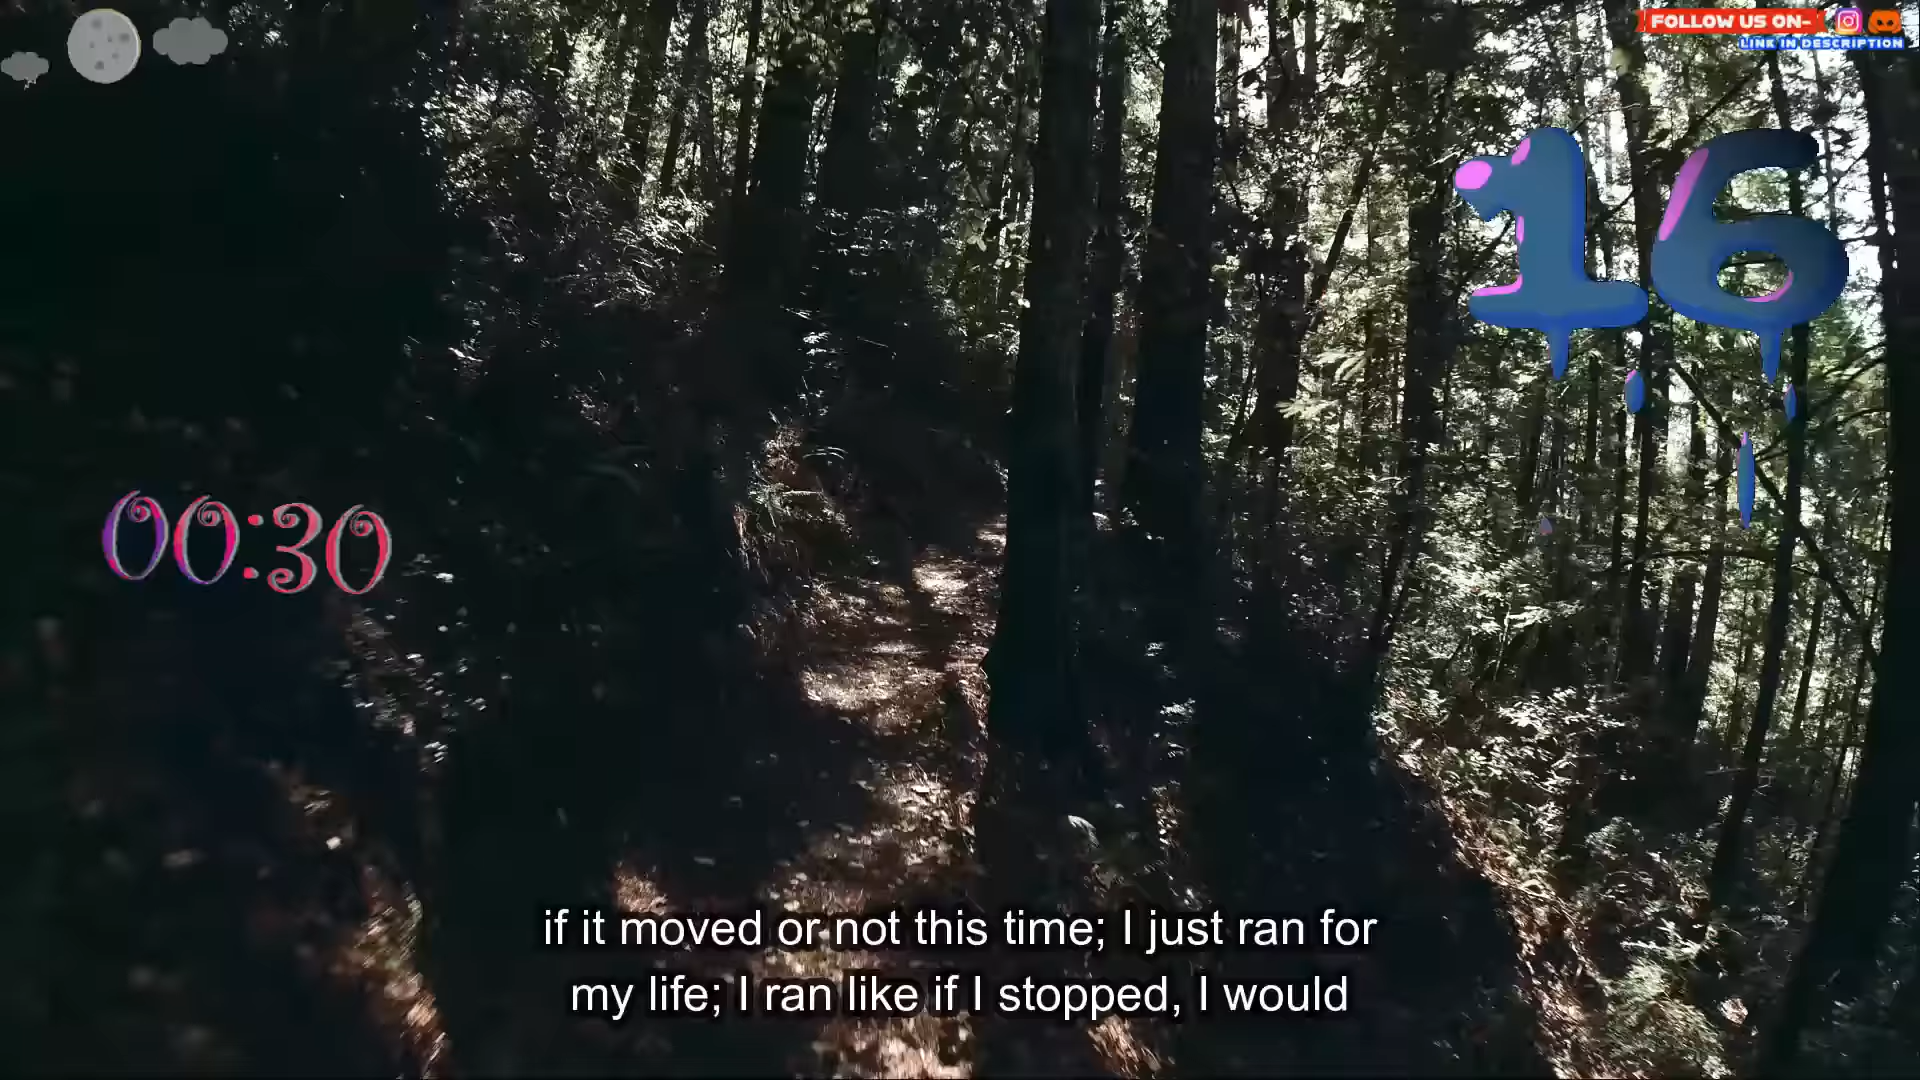 FOLLOW US ON-
LINK IN DESCRIPTION
16
00:30
if it moved or not this time; I just ran for
my life; I ran like if I stopped, I would